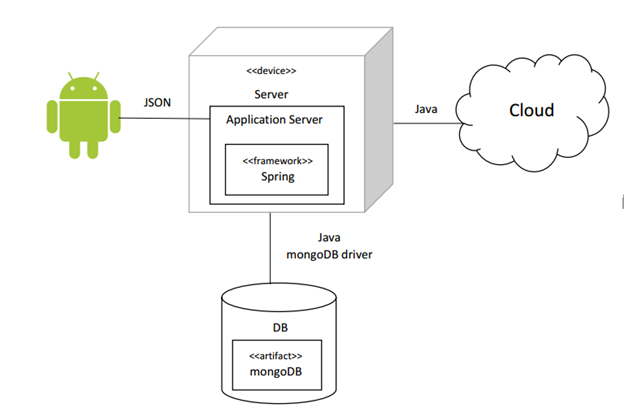 <<device>>
Server
JSON
Application Server
<<framework>>
Spring
Java
Cloud
Java
mongoDB driver
DB
<<artifact>>
mongoDB